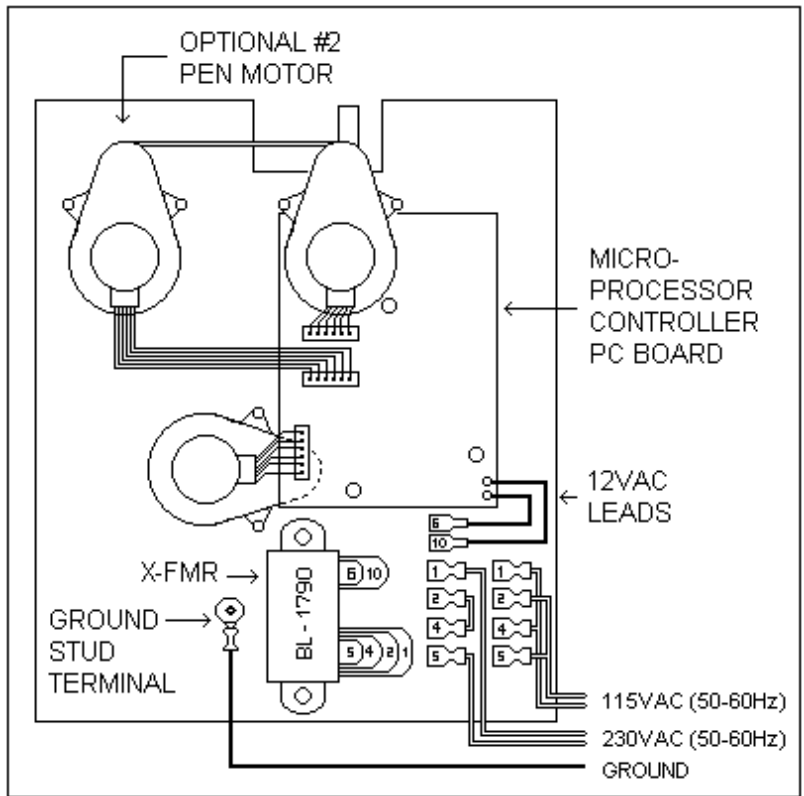 OPTIONAL #2
PEN MOTOR
MICRO-
PROCESSOR
CONTROLLER
PC BOARD
12VAC
LEADS
6
10
X-FMR
BL - 1790
6 10
5 4 2 1
1
2
4
5
1
2
4
5
GROUND
STUD
TERMINAL
115VAC (50-60Hz)
230VAC (50-60Hz)
GROUND